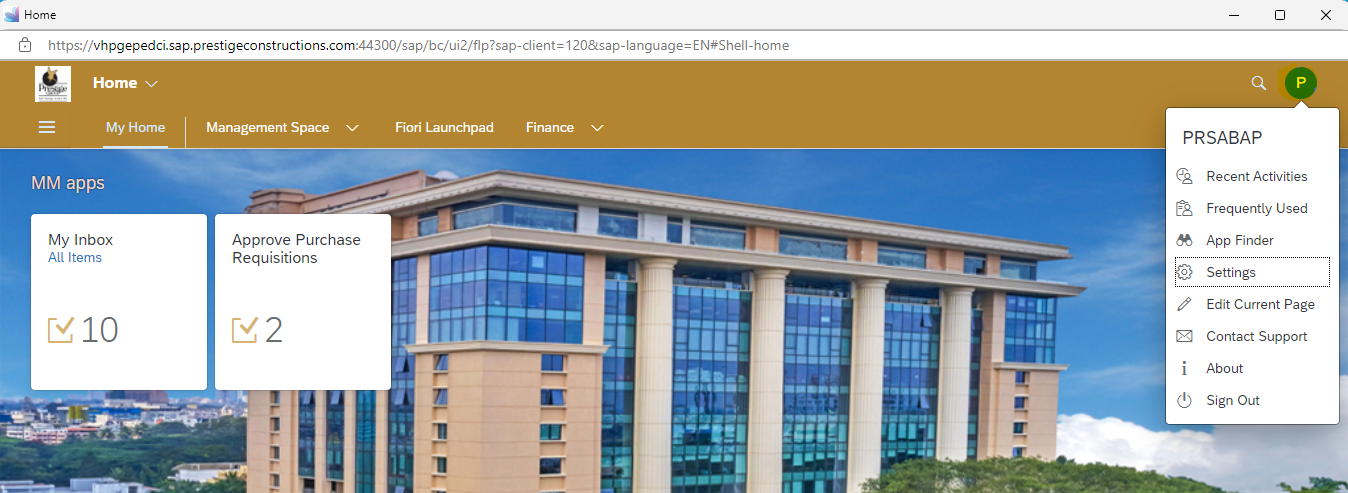 Home
https://vhpgepedci.sap.prestigeconstructions.com:44300/sap/bc/ui2/flp?sap-client=120&sap-language=EN#Shell-home
Prestige
Home
P
My Home
Management Space
Fiori Launchpad
Finance
PRSABAP
Recent Activities
Frequently Used
App Finder
Settings
Edit Current Page
Contact Support
About
Sign Out
MM apps
My Inbox
All Items
10
Approve Purchase
Requisitions
2